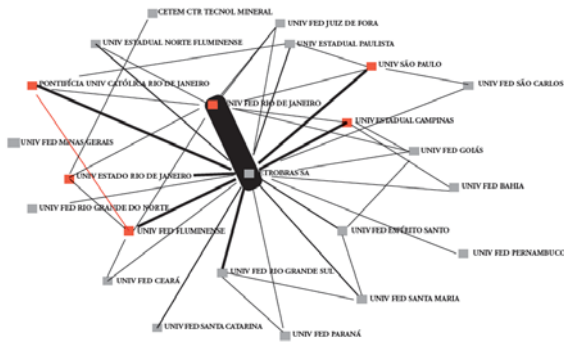 CETEM CTR TECNOL MINERAL
UNIV FED JUIZ DE FORA
UNIV ESTADUAL NORTE FLUMINENSE
UNIV ESTADUAL PAULISTA
UNIV SÃO PAULO
PONTIFÍCIA UNIV CATÓLICA RIO DE JANEIRO
UNIV FED SÃO CARLOS
UNIV FED RIO DE JANEIRO
UNIV ESTADUAL CAMPINAS
UNIV FED MINAS GERAIS
UNIV FED GOIÁS
UNIV ESTADO RIO DE JANEIRO
PETROBRAS SA
UNIV FED BAHIA
UNIV FED RIO GRANDE DO NORTE
UNIV FED FLUMINENSE
UNIV FED ESPÍRITO SANTO
UNIV FED PERNAMBUCO
UNIV FED CEARÁ
UNIV FED RIO GRANDE SUL
UNIV FED SANTA MARIA
UNIV FED SANTA CATARINA
UNIV FED PARANÁ